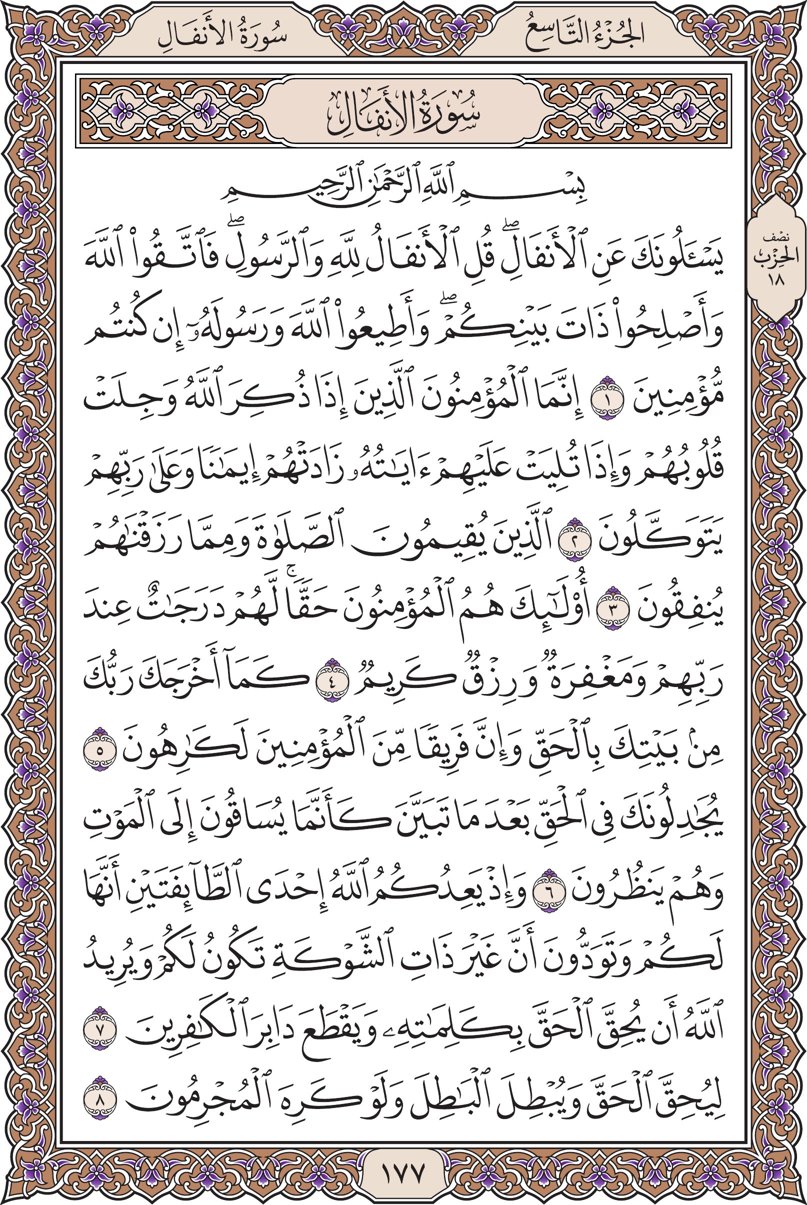 الجُزْءُ التَّاسِعُ
سُورَةُ الأَنفَالِ
سُورَةُ الأَنفَالِ
نصف
الحِزْب
١٨
بِسْمِ ٱللَّهِ ٱلرَّحْمَٰنِ ٱلرَّحِيمِ
يَسْـَٔلُونَكَ عَنِ ٱلْأَنفَالِۖ قُلِ ٱلْأَنفَالُ لِلَّهِ وَٱلرَّسُولِۖ فَٱتَّقُوا۟ ٱللَّهَ
وَأَصْلِحُوا۟ ذَاتَ بَيْنِكُمْۖ وَأَطِيعُوا۟ ٱللَّهَ وَرَسُولَهُۥٓ إِن كُنتُم
مُّؤْمِنِينَ ١ إِنَّمَا ٱلْمُؤْمِنُونَ ٱلَّذِينَ إِذَا ذُكِرَ ٱللَّهُ وَجِلَتْ
قُلُوبُهُمْ وَإِذَا تُلِيَتْ عَلَيْهِمْ ءَايَٰتُهُۥ زَادَتْهُمْ إِيمَٰنًا وَعَلَىٰ رَبِّهِمْ
يَتَوَكَّلُونَ ٢ ٱلَّذِينَ يُقِيمُونَ ٱلصَّلَوٰةَ وَمِمَّا رَزَقْنَٰهُمْ
يُنفِقُونَ ٣ أُو۟لَٰٓئِكَ هُمُ ٱلْمُؤْمِنُونَ حَقًّاۚ لَّهُمْ دَرَجَٰتٌ عِندَ
رَبِّهِمْ وَمَغْفِرَةٌ وَرِزْقٌ كَرِيمٌ ٤ كَمَآ أَخْرَجَكَ رَبُّكَ
مِنۢ بَيْتِكَ بِٱلْحَقِّ وَإِنَّ فَرِيقًا مِّنَ ٱلْمُؤْمِنِينَ لَكَٰرِهُونَ ٥
يُجَٰدِلُونَكَ فِى ٱلْحَقِّ بَعْدَ مَا تَبَيَّنَ كَأَنَّمَا يُسَاقُونَ إِلَى ٱلْمَوْتِ
وَهُمْ يَنظُرُونَ ٦ وَإِذْ يَعِدُكُمُ ٱللَّهُ إِحْدَى ٱلطَّآئِفَتَيْنِ أَنَّهَا
لَكُمْ وَتَوَدُّونَ أَنَّ غَيْرَ ذَاتِ ٱلشَّوْكَةِ تَكُونُ لَكُمْ وَيُرِيدُ
ٱللَّهُ أَن يُحِقَّ ٱلْحَقَّ بِكَلِمَٰتِهِۦ وَيَقْطَعَ دَابِرَ ٱلْكَٰفِرِينَ ٧
لِيُحِقَّ ٱلْحَقَّ وَيُبْطِلَ ٱلْبَٰطِلَ وَلَوْ كَرِهَ ٱلْمُجْرِمُونَ ٨
١٧٧